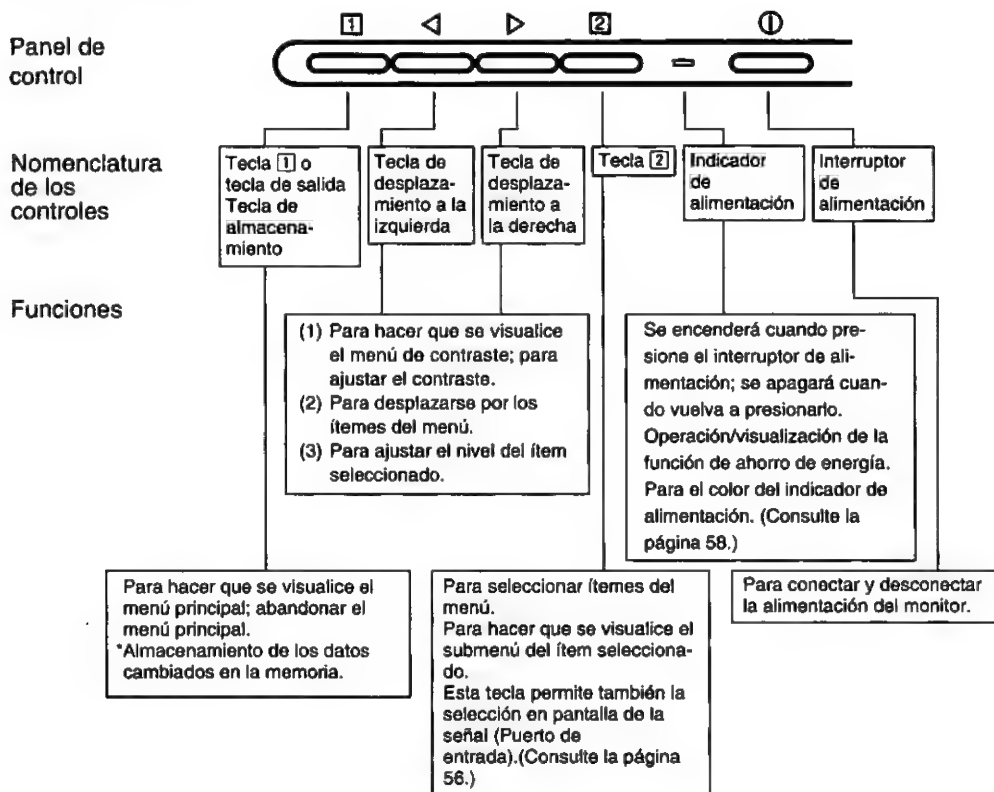 1 ◁ ▷ 2
Panel de
control
Nomenclatura
de los
controles
Tecla 1 o
tecla de salida
Tecla de
almacena-
miento
Tecla de
desplaza-
miento a la
izquierda
Tecla de
desplaza-
miento a
la derecha
Tecla 2
Indicador
de
alimentación
Interruptor
de
alimentación
Funciones
(1) Para hacer que se visualice
el menú de contraste; para
ajustar el contraste.
(2) Para desplazarse por los
ítemes del menú.
(3) Para ajustar el nivel del ítem
seleccionado.
Se encenderá cuando pre-
sione el interruptor de ali-
mentación; se apagará cuan-
do vuelva a presionarlo.
Operación/visualización de la
función de ahorro de energía.
Para el color del indicador de
alimentación. (Consulte la
página 58.)
Para hacer que se visualice el
menú principal; abandonar el
menú principal.
*Almacenamiento de los datos
cambiados en la memoria.
Para seleccionar ítemes del
menú.
Para hacer que se visualice el
submenú del ítem selecciona-
do.
Esta tecla permite también la
selección en pantalla de la
señal (Puerto de
entrada).(Consulte la página
56.)
Para conectar y desconectar
la alimentación del monitor.